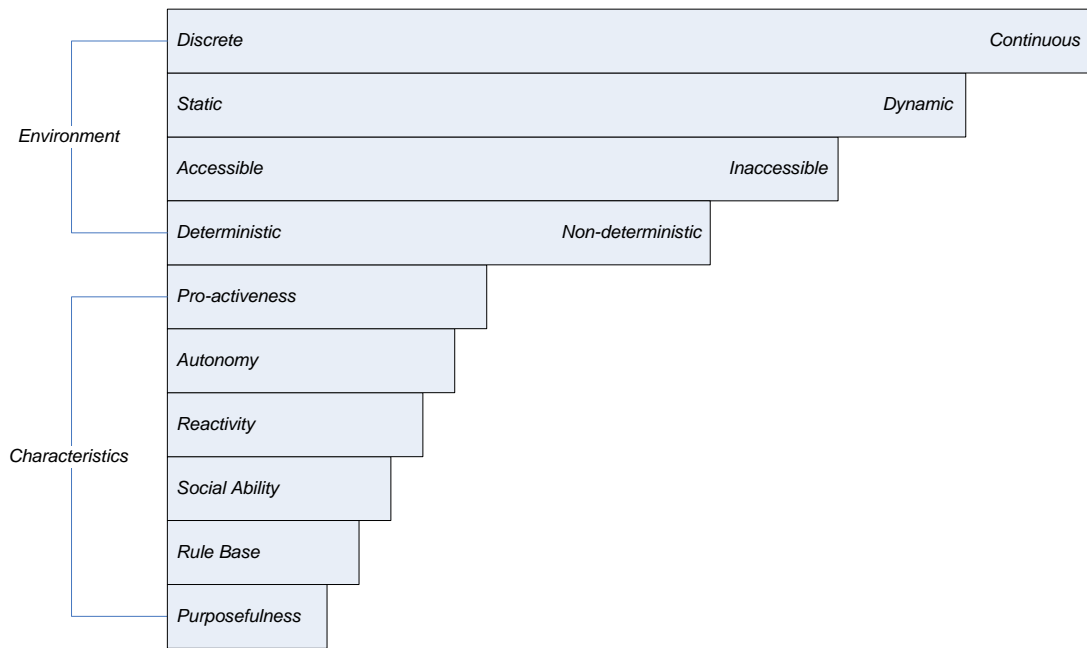 Discrete Continuous
Static Dynamic
Environment
Accessible Inaccessible
Deterministic Non-deterministic
Pro-activeness
Autonomy
Reactivity
Characteristics
Social Ability
Rule Base
Purposefulness